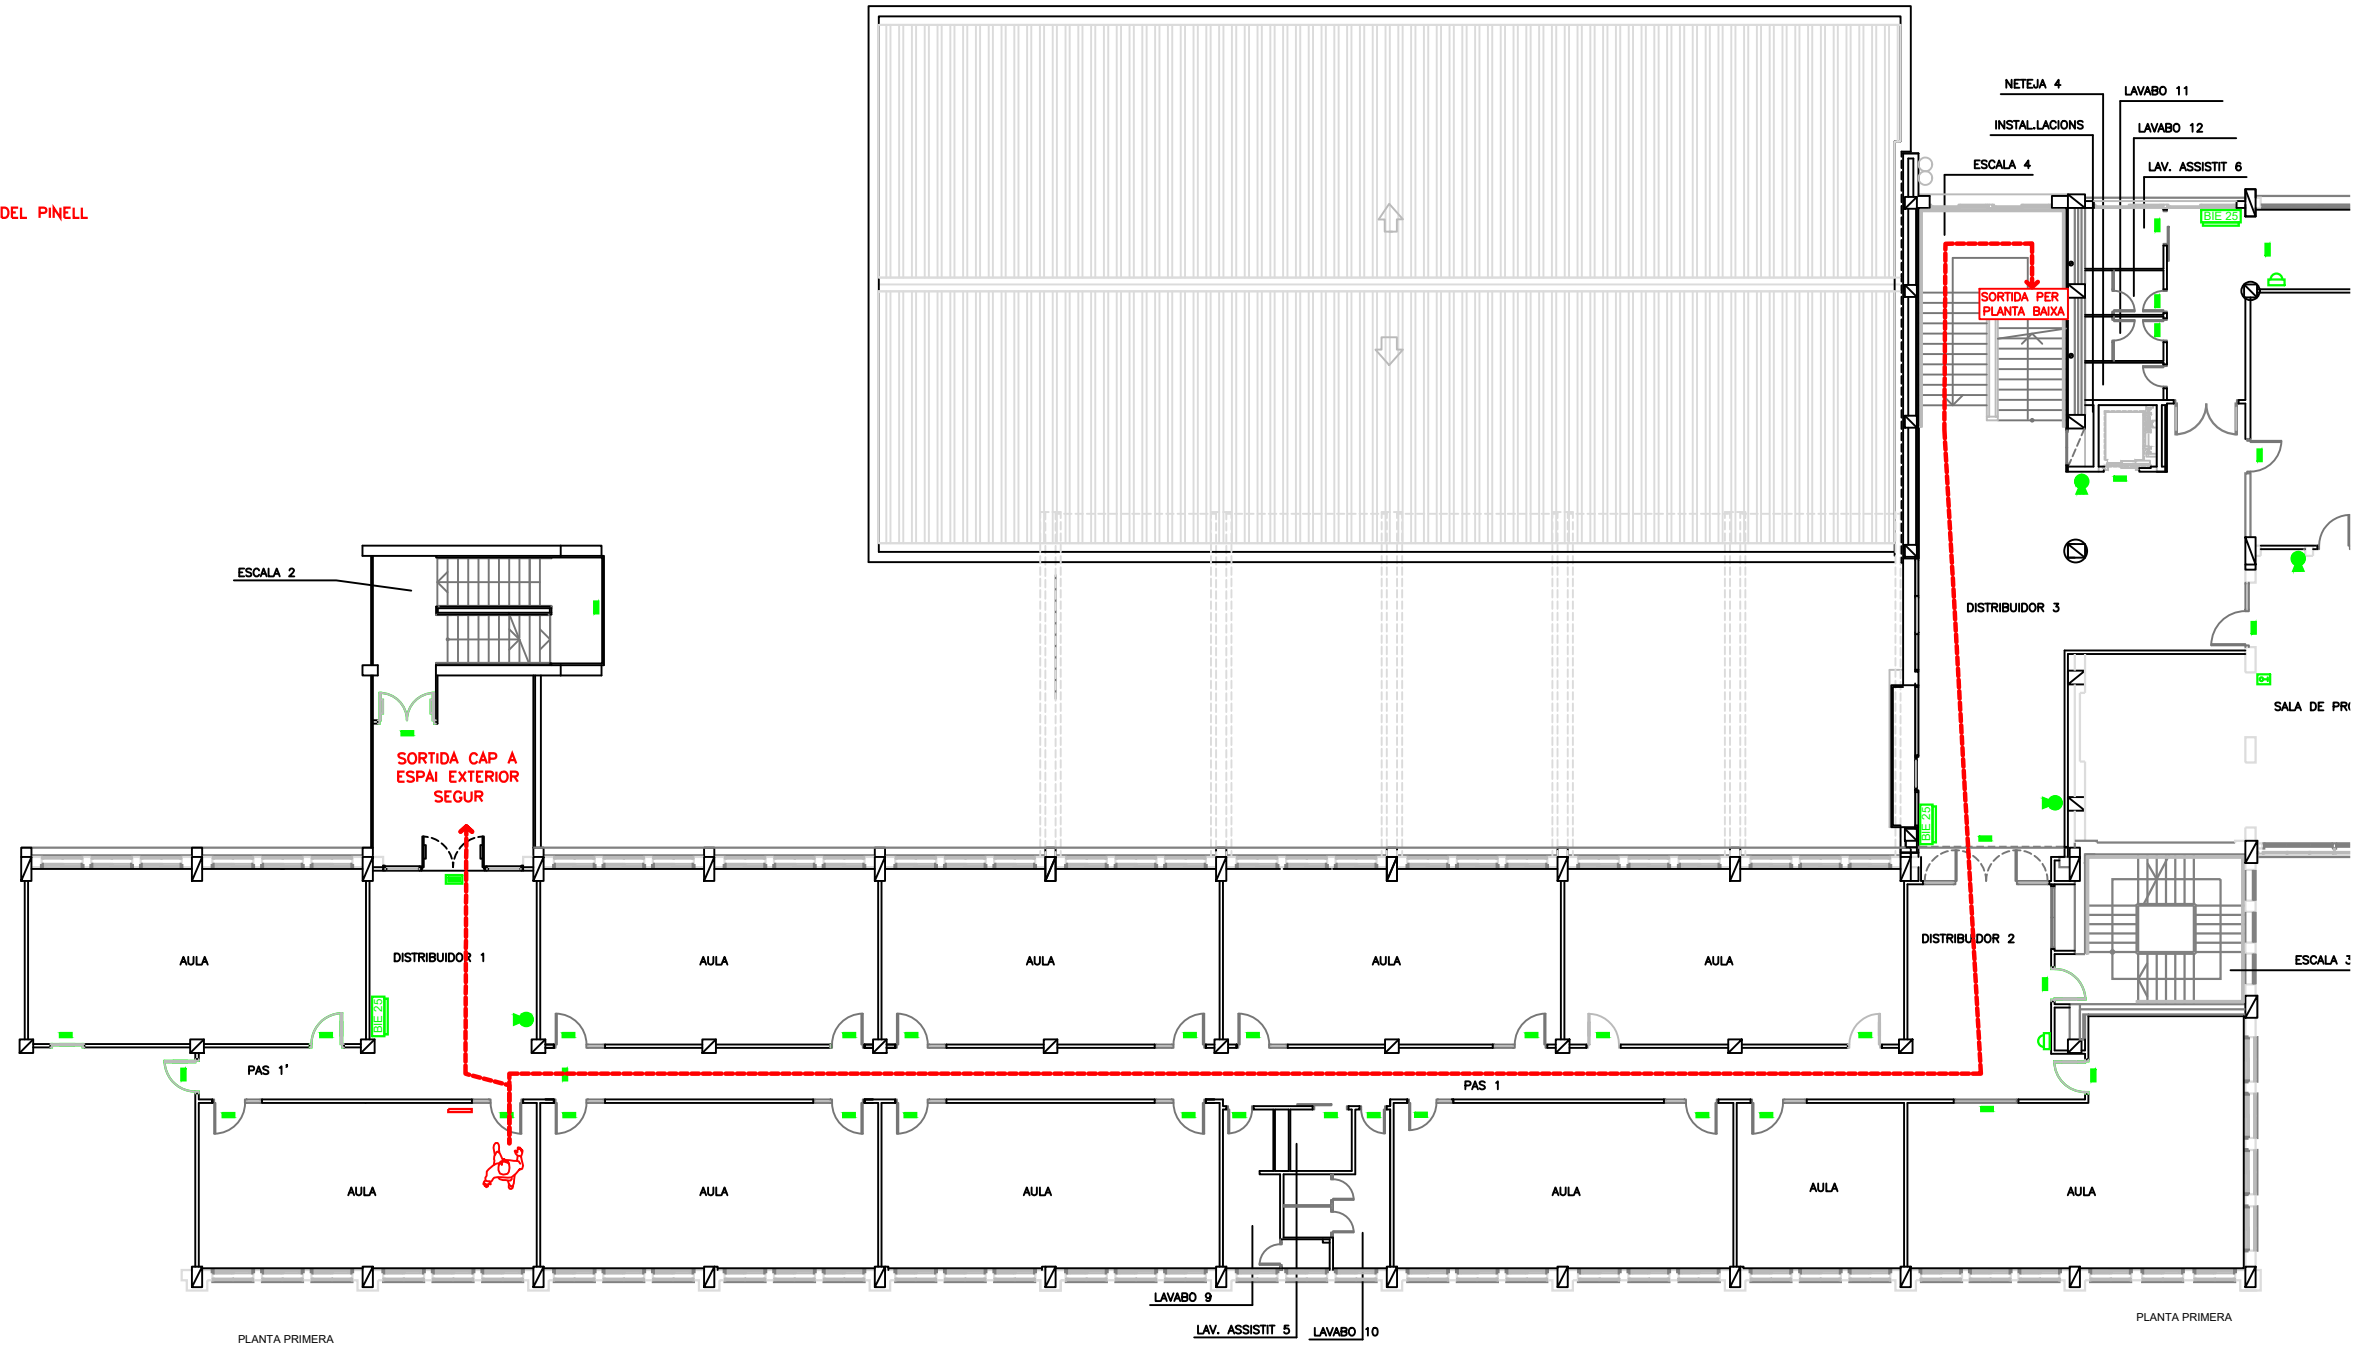 NETEJA 4
LAVABO 11
INSTAL.LACIONS
LAVABO 12
ESCALA 4
LAV. ASSISTIT 6
DEL PINELL
BIE 25
SORTIDA PER
PLANTA BAIXA
ESCALA 2
DISTRIBUIDOR 3
SALA DE PR
SORTIDA CAP A
ESPAI EXTERIOR
SEGUR
BIE 25
DISTRIBUIDOR 2
AULA
DISTRIBUIDOR 1
AULA
AULA
AULA
AULA
ESCALA 3
BIE 25
PAS 1'
PAS 1
AULA
AULA
AULA
AULA
AULA
AULA
LAVABO 9
LAV. ASSISTIT 5
LAVABO 10
PLANTA PRIMERA
PLANTA PRIMERA